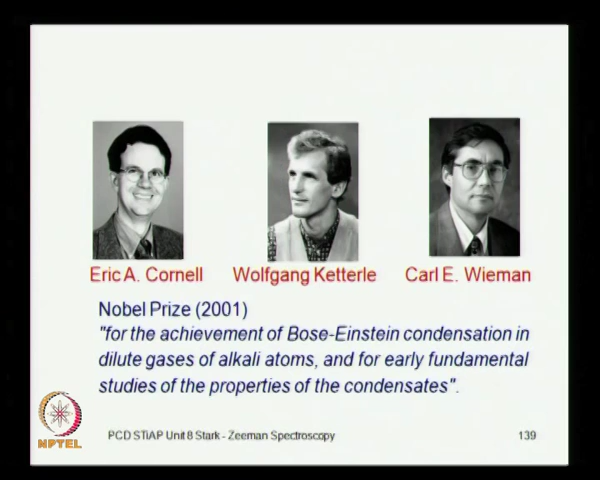 Eric A. Cornell Wolfgang Ketterle Carl E. Wieman
Nobel Prize (2001)
"for the achievement of Bose-Einstein condensation in
dilute gases of alkali atoms, and for early fundamental
studies of the properties of the condensates".
NPTEL PCD STiAP Unit 8 Stark - Zeeman Spectroscopy 139